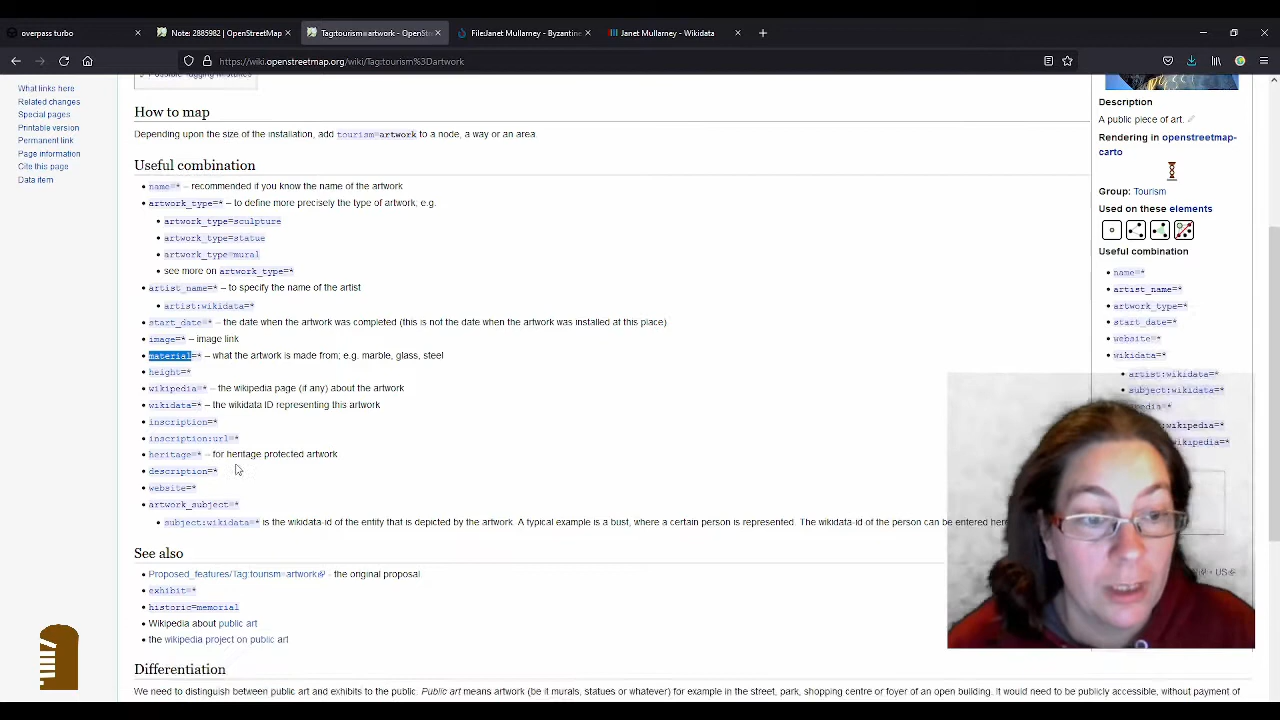 overpass turbo
Note: 2885982 | OpenStreetMap
Tag:tourism=artwork - OpenStr
File:Janet Mullarney - Byzantine
Janet Mullarney - Wikidata
https://wiki.openstreetmap.org/wiki/Tag:tourism%3Dartwork
What links here
Related changes
Special pages
Printable version
Permanent link
Page information
Cite this page
Data item
Possible Tagging Mistakes
How to map
Depending upon the size of the installation, add tourism=artwork to a node, a way or an area.
Useful combination
name=* – recommended if you know the name of the artwork
artwork_type=* – to define more precisely the type of artwork, e.g.
artwork_type=sculpture
artwork_type=statue
artwork_type=mural
see more on artwork_type=*
artist_name=* – to specify the name of the artist
artist:wikidata=*
start_date=* – the date when the artwork was completed (this is not the date when the artwork was installed at this place)
image=* – image link
material=* – what the artwork is made from; e.g. marble, glass, steel
height=*
wikipedia=* – the wikipedia page (if any) about the artwork
wikidata=* – the wikidata ID representing this artwork
inscription=*
inscription:url=*
heritage=* – for heritage protected artwork
description=*
website=*
artwork_subject=*
subject:wikidata=* is the wikidata-id of the entity that is depicted by the artwork. A typical example is a bust, where a certain person is represented. The wikidata-id of the person can be entered here
See also
Proposed_features/Tag:tourism=artwork - the original proposal
exhibit=*
historic=memorial
Wikipedia about public art
the wikipedia project on public art
Differentiation
We need to distinguish between public art and exhibits to the public. Public art means artwork (be it murals, statues or whatever) for example in the street, park, shopping centre or foyer of an open building. It would need to be publicly accessible, without payment of
Description
A public piece of art.
Rendering in openstreetmap-
carto
Group: Tourism
Used on these elements
Useful combination
name=*
artist_name=*
artwork_type=*
start_date=*
website=*
wikidata=*
artist:wikidata=*
subject:wikidata=*